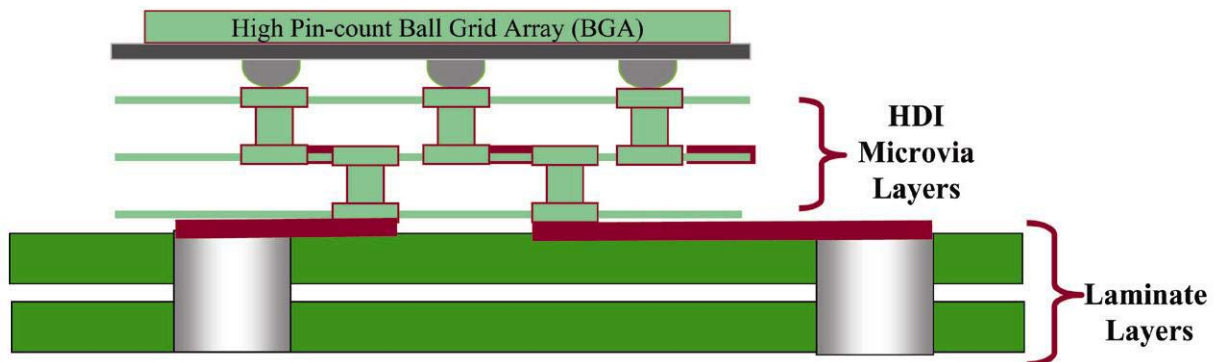 High Pin-count Ball Grid Array (BGA)
HDI
Microvia
Layers
Laminate
Layers